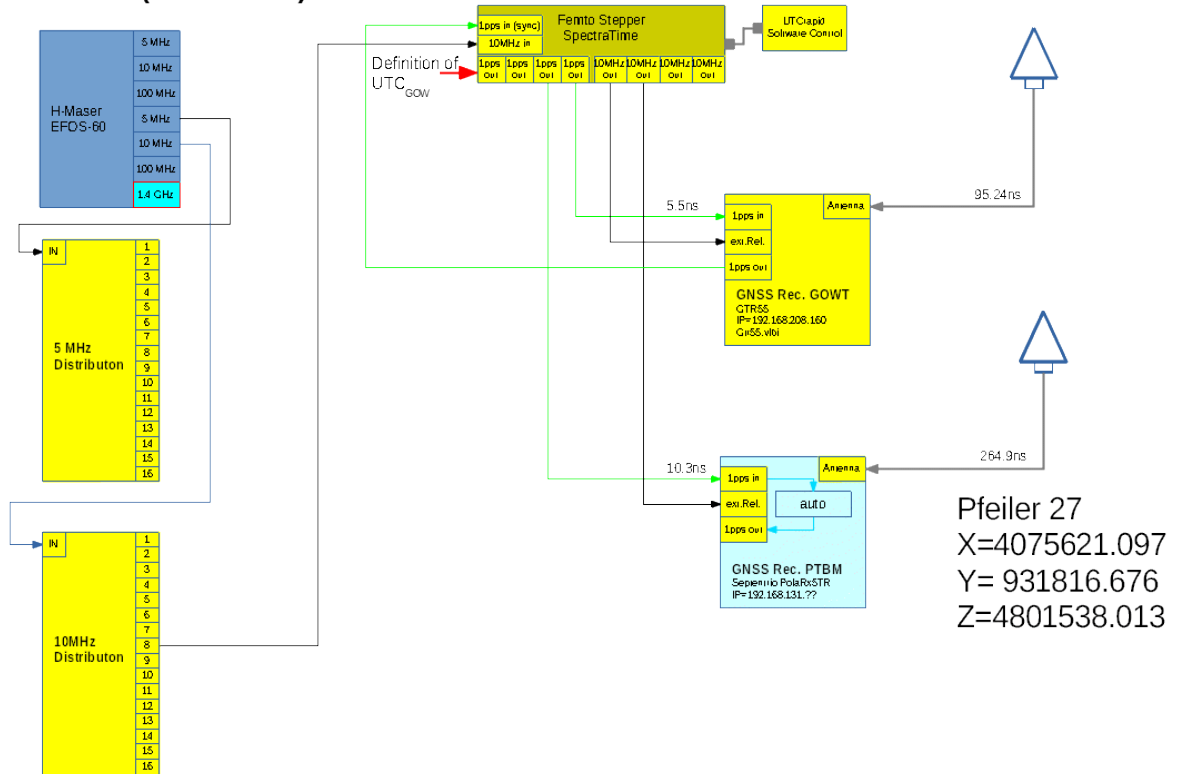 H-Maser
EFOS-60
5 MHz
10 MHz
100 MHz
5 MHz
10 MHz
100 MHz
1.4 GHz
IN
5 MHz
Distributon
1
2
3
4
5
6
7
8
9
10
11
12
13
14
15
16
IN
10MHz
Distributon
1
2
3
4
5
6
7
8
9
10
11
12
13
14
15
16
Definition of
UTC GOW
1pps in (sync)
10MHz in
Femto Stepper
SpectraTime
1pps Out
1pps Out
1pps Out
1pps Out
10MHz Out
10MHz Out
10MHz Out
10MHz Out
UTCrapid
Software Control
5.5ns
95.24ns
1pps in
ext.Ref.
1pps out
Antenna
GNSS Rec. GOWT
GTR55
IP=192.168.208.160
10.3ns
264.9ns
1pps in
ext.Ref.
1pps out
auto
Antenna
GNSS Rec. PTBM
Septentrio PolaRx5TR
IP=192.168.131.??
Pfeiler 27
X=4075621.097
Y= 931816.676
Z=4801538.013